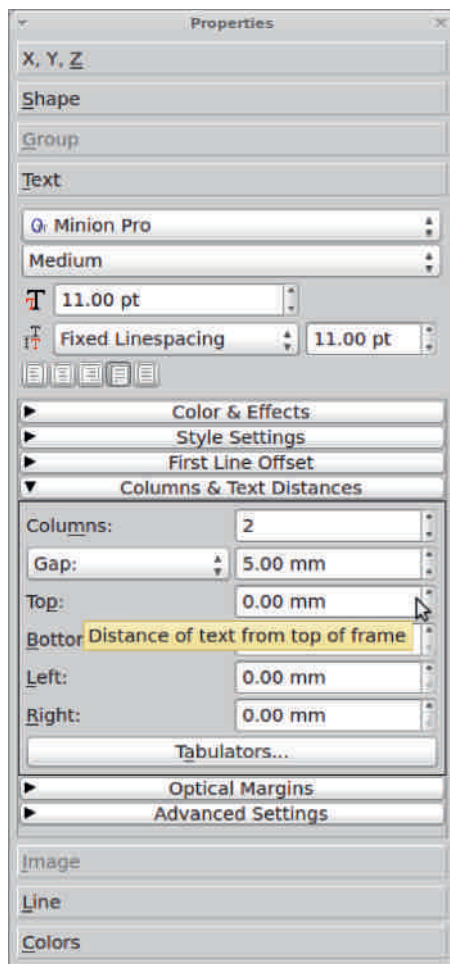 Properties
X, Y, Z
Shape
Group
Text
Minion Pro
Medium
11.00 pt
Fixed Linespacing 11.00 pt
Color & Effects
Style Settings
First Line Offset
Columns & Text Distances
Columns: 2
Gap: 5.00 mm
Top: 0.00 mm
Distance of text from top of frame
Left: 0.00 mm
Right: 0.00 mm
Tabulators...
Optical Margins
Advanced Settings
Image
Line
Colors